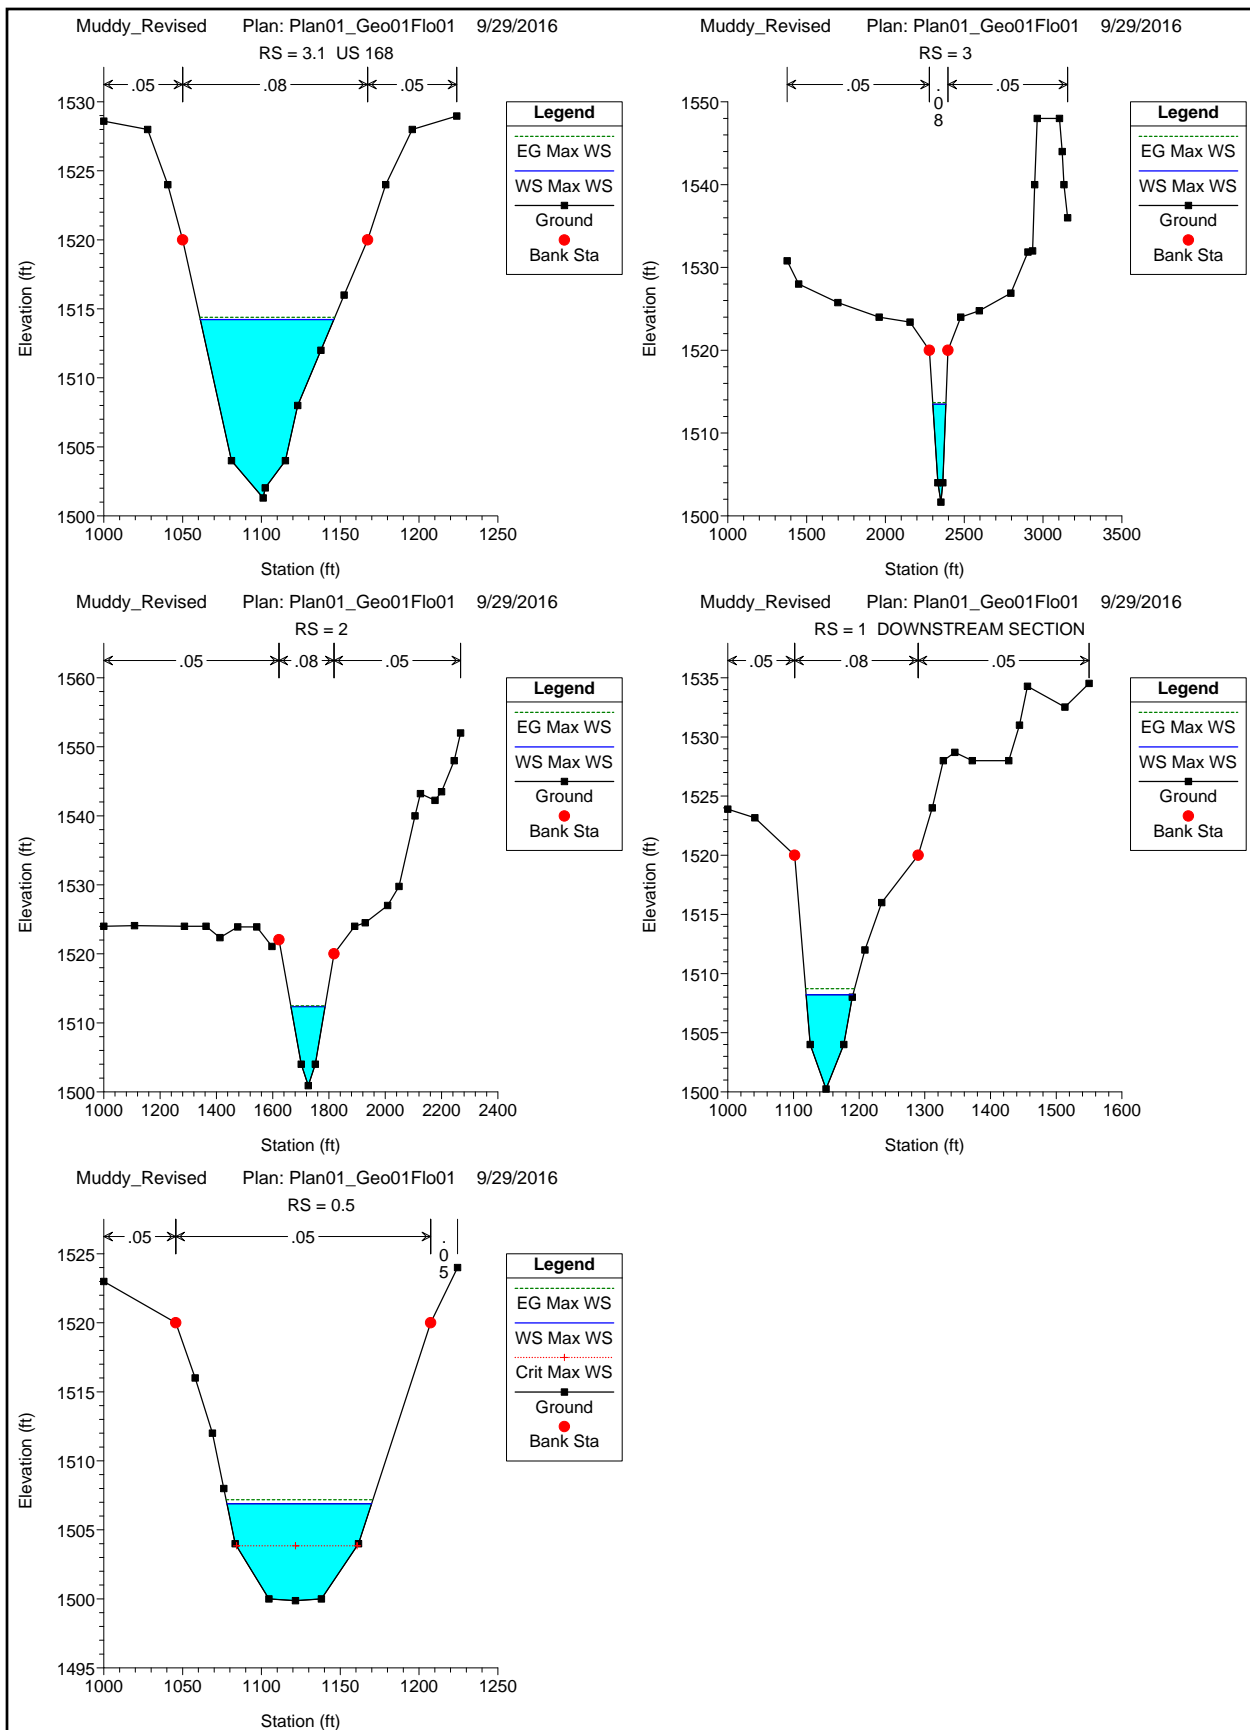 Muddy_Revised Plan: Plan01_Geo01Flo01 9/29/2016
RS = 3.1 US 168
.05 .08 .05
1530
1525
1520
1515
1510
1505
1500
Elevation (ft)
1000 1050 1100 1150 1200 1250
Station (ft)
Legend
EG Max WS
WS Max WS
Ground
Bank Sta
Muddy_Revised Plan: Plan01_Geo01Flo01 9/29/2016
RS = 3
.05 .08 .05
1550
1540
1530
1520
1510
1500
Elevation (ft)
1000 1500 2000 2500 3000 3500
Station (ft)
Legend
EG Max WS
WS Max WS
Ground
Bank Sta
Muddy_Revised Plan: Plan01_Geo01Flo01 9/29/2016
RS = 2
.05 .08 .05
1560
1550
1540
1530
1520
1510
1500
Elevation (ft)
1000 1200 1400 1600 1800 2000 2200 2400
Station (ft)
Legend
EG Max WS
WS Max WS
Ground
Bank Sta
Muddy_Revised Plan: Plan01_Geo01Flo01 9/29/2016
RS = 1 DOWNSTREAM SECTION
.05 .08 .05
1535
1530
1525
1520
1515
1510
1505
1500
Elevation (ft)
1000 1100 1200 1300 1400 1500 1600
Station (ft)
Legend
EG Max WS
WS Max WS
Ground
Bank Sta
Muddy_Revised Plan: Plan01_Geo01Flo01 9/29/2016
RS = 0.5
.05 .05 .05
1525
1520
1515
1510
1505
1500
1495
Elevation (ft)
1000 1050 1100 1150 1200 1250
Station (ft)
Legend
EG Max WS
WS Max WS
Crit Max WS
Ground
Bank Sta